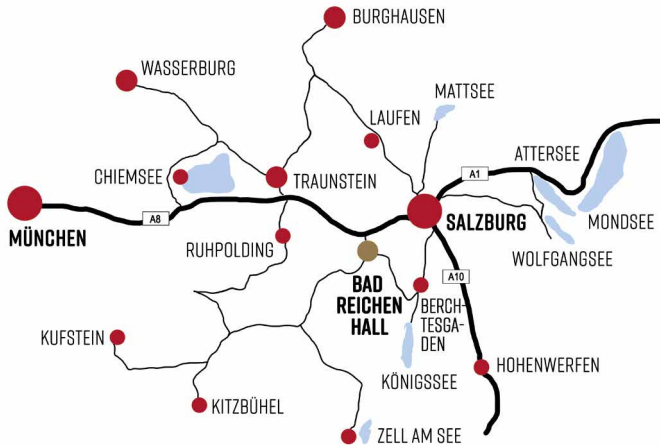 BURGHAUSEN
WASSERBURG
MATTSEE
LAUFEN
ATTERSEE
CHIEMSEE
TRAUNSTEIN
A1
A8
SALZBURG
MONDSEE
MÜNCHEN
RUHPOLDING
WOLFGANGSEE
BAD
REICHEN
HALL
A10
BERCH-
TESGA-
DEN
KUFSTEIN
HOHENWERFEN
KÖNIGSSEE
KITZBÜHEL
ZELL AM SEE